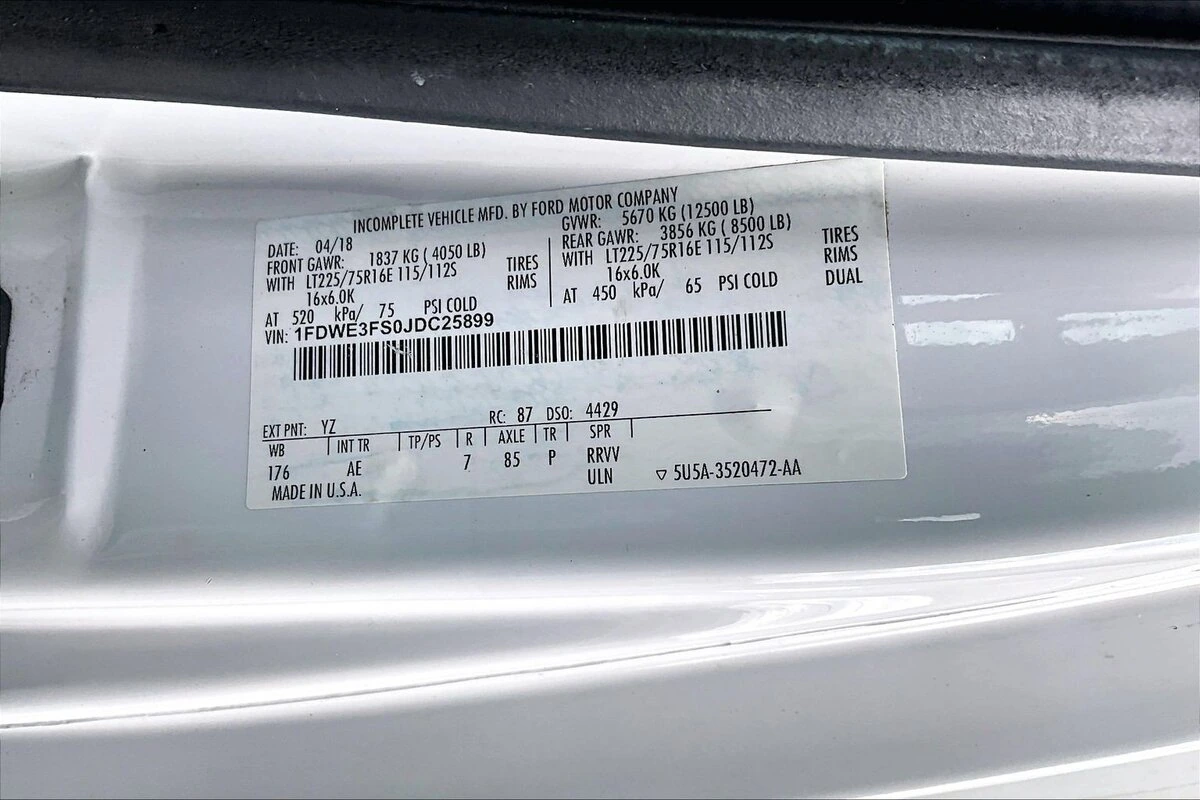 INCOMPLETE VEHICLE MFD. BY FORD MOTOR COMPANY
DATE: 04/18 GVWR: 5670 KG (12500 LB)
FRONT GAWR: 1837 KG ( 4050 LB) REAR GAWR: 3856 KG ( 8500 LB)
WITH LT225/75R16E 115/112S TIRES WITH LT225/75R16E 115/112S TIRES
16x6.0K RIMS 16x6.0K RIMS
AT 520 kPa/ 75 PSI COLD AT 450 kPa/ 65 PSI COLD DUAL
VIN: 1FDWE3FS0JDC25899
EXT PNT: YZ RC: 87 DSO: 4429
WB INT TR TP/PS R AXLE TR SPR
176 AE 7 85 P RRVV
ULN
MADE IN U.S.A. ▽ 5U5A-3520472-AA